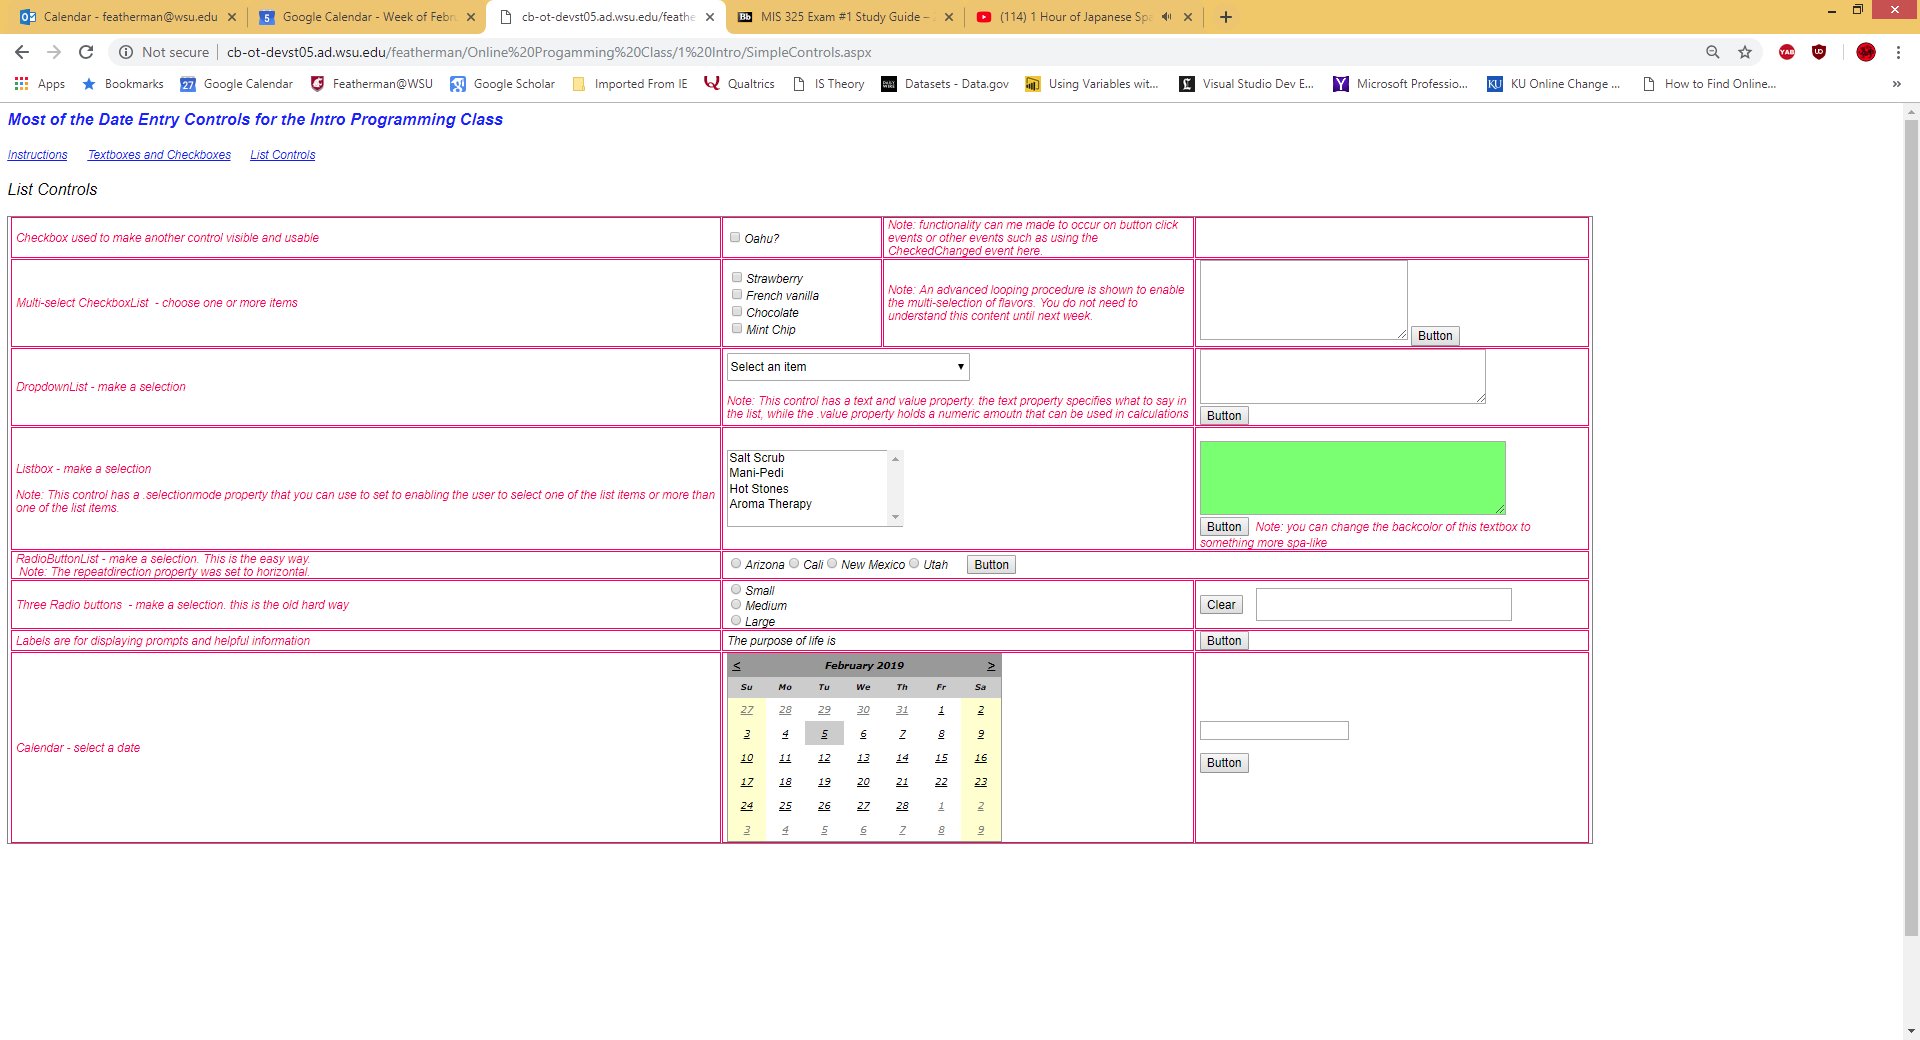 Calendar - featherman@wsu.edu
Google Calendar - Week of Febru
cb-ot-devst05.ad.wsu.edu/feathe
MIS 325 Exam #1 Study Guide –
(114) 1 Hour of Japanese Spa
Not secure | cb-ot-devst05.ad.wsu.edu/featherman/Online%20Progamming%20Class/1%20Intro/SimpleControls.aspx
Apps Bookmarks Google Calendar Featherman@WSU Google Scholar Imported From IE Qualtrics IS Theory Datasets - Data.gov Using Variables wit... Visual Studio Dev E... Microsoft Professio... KU Online Change ... How to Find Online... »
Most of the Date Entry Controls for the Intro Programming Class
Instructions Textboxes and Checkboxes List Controls
List Controls
Checkbox used to make another control visible and usable
Oahu?
Note: functionality can me made to occur on button click
events or other events such as using the
CheckedChanged event here.
Multi-select CheckboxList - choose one or more items
Strawberry
French vanilla
Chocolate
Mint Chip
Note: An advanced looping procedure is shown to enable
the multi-selection of flavors. You do not need to
understand this content until next week.
Button
DropdownList - make a selection
Select an item
Note: This control has a text and value property. the text property specifies what to say in
the list, while the .value property holds a numeric amoutn that can be used in calculations
Button
Listbox - make a selection
Note: This control has a .selectionmode property that you can use to set to enabling the user to select one of the list items or more than
one of the list items.
Salt Scrub
Mani-Pedi
Hot Stones
Aroma Therapy
Button Note: you can change the backcolor of this textbox to
something more spa-like
RadioButtonList - make a selection. This is the easy way.
Note: The repeatdirection property was set to horizontal.
Arizona Cali New Mexico Utah Button
Three Radio buttons - make a selection. this is the old hard way
Small
Medium
Large
Clear
Labels are for displaying prompts and helpful information
The purpose of life is
Button
Calendar - select a date
< February 2019 >
Su Mo Tu We Th Fr Sa
27 28 29 30 31 1 2
3 4 5 6 7 8 9
10 11 12 13 14 15 16
17 18 19 20 21 22 23
24 25 26 27 28 1 2
3 4 5 6 7 8 9
Button